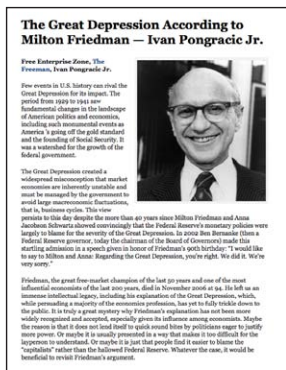 The Great Depression According to
Milton Friedman — Ivan Pongracic Jr.
Free Enterprise Zone, The
Freeman, Ivan Pongracic Jr.
Few events in U.S. history can rival the
Great Depression for its impact. The
period from 1929 to 1941 saw
fundamental changes in the landscape
of American politics and economics,
including such monumental events as
America 's going off the gold standard
and the founding of Social Security. It
was a watershed for the growth of the
federal government.
The Great Depression created a
widespread misconception that market
economies are inherently unstable and
must be managed by the government to
avoid large macroeconomic fluctuations,
that is, business cycles. This view
persists to this day despite the more than 40 years since Milton Friedman and Anna
Jacobson Schwartz showed convincingly that the Federal Reserve's monetary policies were
largely to blame for the severity of the Great Depression. In 2002 Ben Bernanke (then a
Federal Reserve governor, today the chairman of the Board of Governors) made this
startling admission in a speech given in honor of Friedman's 90th birthday: "I would like
to say to Milton and Anna: Regarding the Great Depression, you're right. We did it. We're
very sorry."
Friedman, the great free-market champion of the last 50 years and one of the most
influential economists of the last 200 years, died in November 2006 at 94. He left us an
immense intellectual legacy, including his explanation of the Great Depression, which,
while persuading a majority of the economics profession, has yet to fully trickle down to
the public. It is truly a great mystery why Friedman's explanation has not been more
widely recognized and accepted, especially given its influence among economists. Maybe
the reason is that it does not lend itself to quick sound bites by politicians eager to justify
more power. Or maybe it is usually presented in a way that makes it too difficult for the
layperson to understand. Or maybe it is just that people find it easier to blame the
"capitalists" rather than the hallowed Federal Reserve. Whatever the case, it would be
beneficial to revisit Friedman's argument.